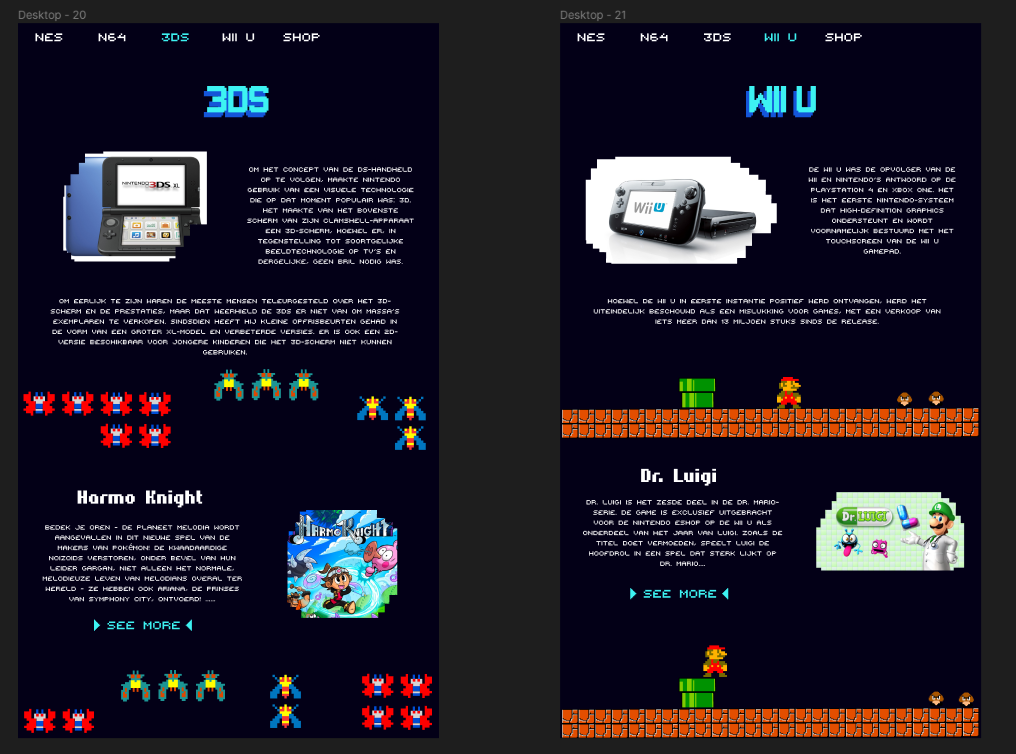 Desktop - 20
NES N64 3DS WII U SHOP
3DS
NINTENDO 3DS XL
OM HET CONCEPT VAN DE DS-HANDHELD
OP TE VOLGEN, MAAKTE NINTENDO
GEBRUIK VAN EEN VISUELE TECHNOLOGIE
DIE OP DAT MOMENT POPULAIR WAS: 3D.
HET MAAKTE VAN HET BOVENSTE
SCHERM VAN ZIJN CLAMSHELL-APPARAAT
EEN 3D-SCHERM, HOEWEL ER, IN
TEGENSTELLING TOT SOORTGELIJKE
BEELDTECHNOLOGIE OP TV'S EN
DERGELIJKE, GEEN BRIL NODIG WAS.
OM EERLIJK TE ZIJN WAREN DE MEESTE MENSEN TELEURGESTELD OVER HET 3D-
SCHERM EN DE PRESTATIES, MAAR DAT WEERHIELD DE 3DS ER NIET VAN OM MASSA'S
EXEMPLAREN TE VERKOPEN. SINDSDIEN HEEFT HIJ KLEINE OPFRISBEURTEN GEHAD IN
DE VORM VAN EEN GROTER XL-MODEL EN VERBETERDE VERSIES. ER IS OOK EEN 2D-
VERSIE BESCHIKBAAR VOOR JONGERE KINDEREN DIE HET 3D-SCHERM NIET KUNNEN
GEBRUIKEN.
Harmo Knight
BEDEK JE OREN - DE PLANEET MELODIA WORDT
AANGEVALLEN IN DIT NIEUWE SPEL VAN DE
MAKERS VAN POKÉMON! DE KWAADAARDIGE
NOIZOIDS VERSTOREN, ONDER BEVEL VAN HUN
LEIDER GARGAN, NIET ALLEEN HET NORMALE,
MELODIEUZE LEVEN VAN MELODIANS OVERAL TER
WERELD - ZE HEBBEN OOK ARIANA, DE PRINSES
VAN SYMPHONY CITY, ONTVOERD! ....
HARMOKNIGHT
SEE MORE
Desktop - 21
NES N64 3DS WII U SHOP
WII U
Wii U
DE WII U WAS DE OPVOLGER VAN DE
WII EN NINTENDO'S ANTWOORD OP DE
PLAYSTATION 4 EN XBOX ONE. HET
IS HET EERSTE NINTENDO-SYSTEEM
DAT HIGH-DEFINITION GRAPHICS
ONDERSTEUNT EN WORDT
VOORNAMELIJK BESTUURD MET HET
TOUCHSCREEN VAN DE WII U
GAMEPAD.
HOEWEL DE WII U IN EERSTE INSTANTIE POSITIEF WERD ONTVANGEN, WERD HET
UITEINDELIJK BESCHOUWD ALS EEN MISLUKKING VOOR GAMES, MET EEN VERKOOP VAN
IETS MEER DAN 13 MILJOEN STUKS SINDS DE RELEASE.
Dr. Luigi
DR. LUIGI IS HET ZESDE DEEL IN DE DR. MARIO-
SERIE. DE GAME IS EXCLUSIEF UITGEBRACHT
VOOR DE NINTENDO ESHOP OP DE WII U ALS
ONDERDEEL VAN HET JAAR VAN LUIGI. ZOALS DE
TITEL DOET VERMOEDEN, SPEELT LUIGI DE
HOOFDROL IN EEN SPEL DAT STERK LIJKT OP
DR. MARIO....
Dr. LUIGI
SEE MORE